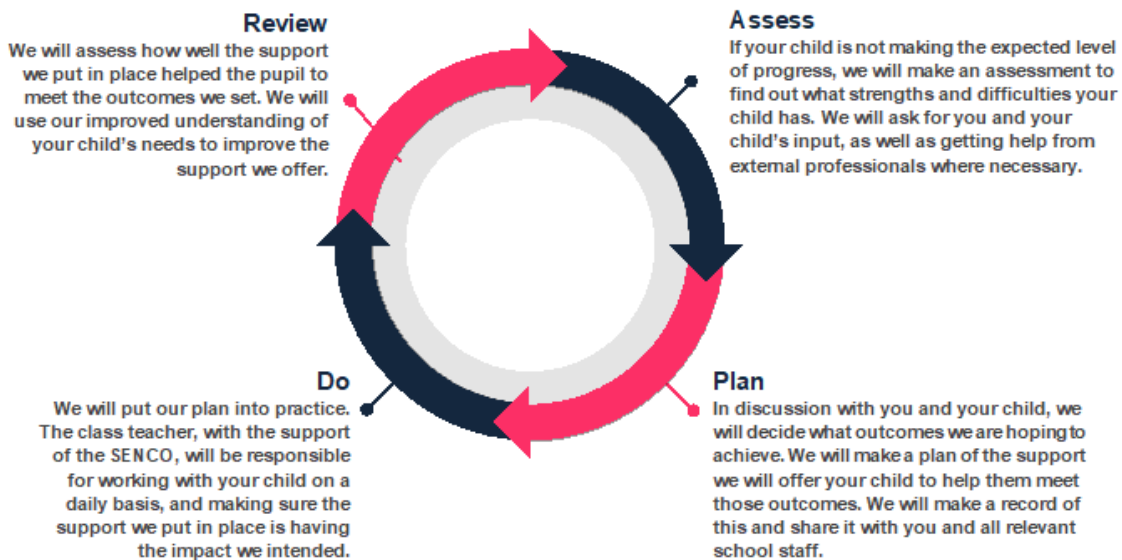 Review
We will assess how well the support
we put in place helped the pupil to
meet the outcomes we set. We will
use our improved understanding of
your child's needs to improve the
support we offer.
Assess
If your child is not making the expected level
of progress, we will make an assessment to
find out what strengths and difficulties your
child has. We will ask for you and your
child's input, as well as getting help from
external professionals where necessary.
Do
We will put our plan into practice.
The class teacher, with the support
of the SENCO, will be responsible
for working with your child on a
daily basis, and making sure the
support we put in place is having
the impact we intended.
Plan
In discussion with you and your child, we
will decide what outcomes we are hoping to
achieve. We will make a plan of the support
we will offer your child to help them meet
those outcomes. We will make a record of
this and share it with you and all relevant
school staff.